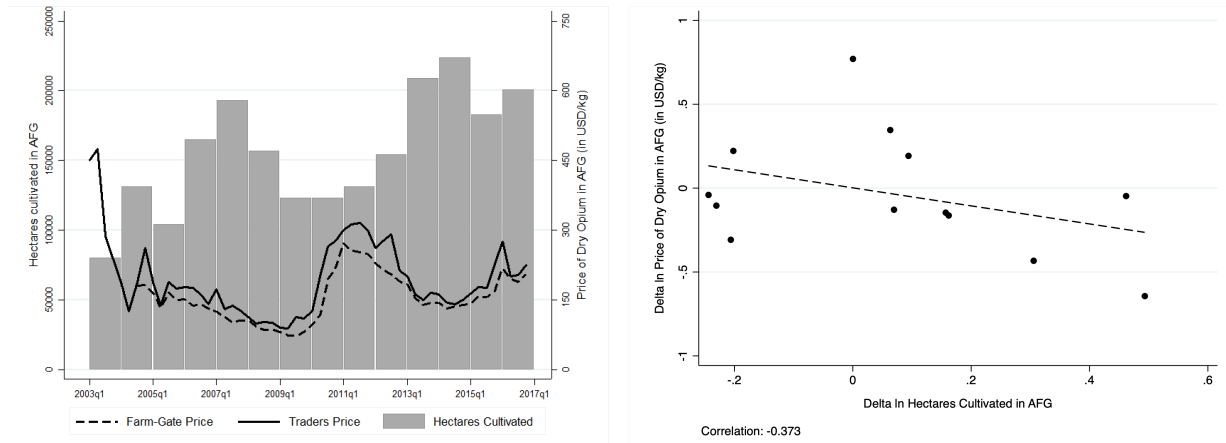 250000
200000
150000
100000
50000
0
Hectares cultivated in AFG
750
600
450
300
150
0
Price of Dry Opium in AFG (in USD/kg)
2003q1 2005q1 2007q1 2009q1 2011q1 2013q1 2015q1 2017q1
Farm-Gate Price Traders Price Hectares Cultivated
Delta ln Price of Dry Opium in AFG (in USD/kg)
1
.5
0
-.5
-1
-.2 0 .2 .4 .6
Delta ln Hectares Cultivated in AFG
Correlation: -0.373